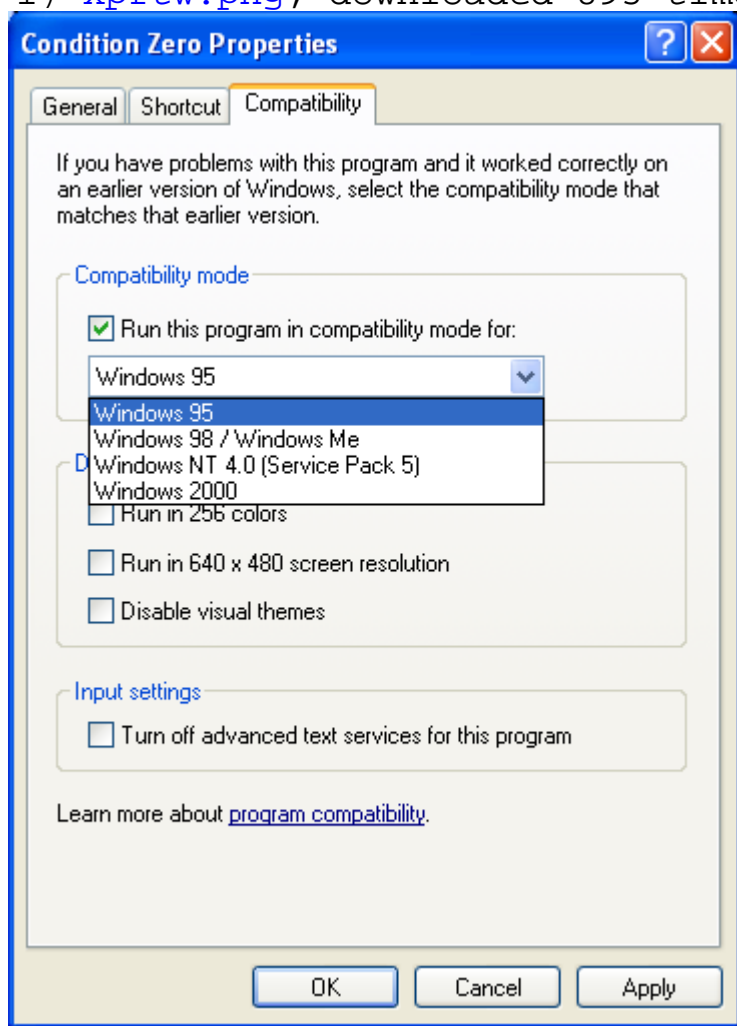 Condition Zero Properties
General Shortcut Compatibility
If you have problems with this program and it worked correctly on
an earlier version of Windows, select the compatibility mode that
matches that earlier version.
Compatibility mode
Run this program in compatibility mode for:
Windows 95
Windows 95
Windows 98 / Windows Me
Windows NT 4.0 (Service Pack 5)
Windows 2000
Run in 256 colors
Run in 640 x 480 screen resolution
Disable visual themes
Input settings
Turn off advanced text services for this program
Learn more about program compatibility.
OK Cancel Apply